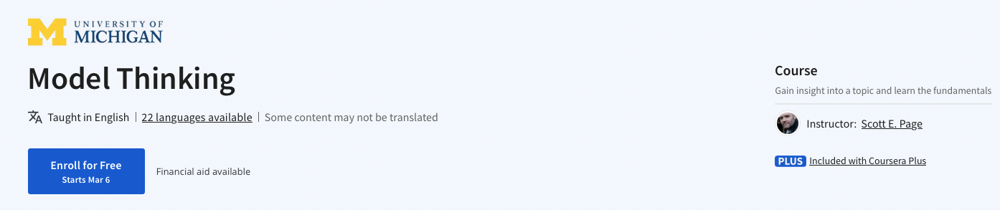 UNIVERSITY OF
MICHIGAN
Model Thinking
Taught in English | 22 languages available | Some content may not be translated
Enroll for Free
Starts Mar 6
Financial aid available
Course
Gain insight into a topic and learn the fundamentals
Instructor: Scott E. Page
PLUS Included with Coursera Plus